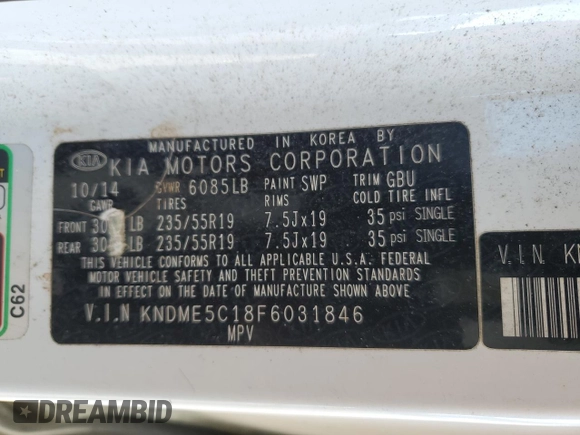 MANUFACTURED IN KOREA BY
KIA KIA MOTORS CORPORATION
10/14 GVWR 6085LB PAINT SWP TRIM GBU
GAWR TIRES RIMS COLD TIRE INFL
FRONT LB 235/55R19 7.5Jx19 35 psi SINGLE
REAR LB 235/55R19 7.5Jx19 35 psi SINGLE
THIS VEHICLE CONFORMS TO ALL APPLICABLE U.S.A. FEDERAL
MOTOR VEHICLE SAFETY AND THEFT PREVENTION STANDARDS
IN EFFECT ON THE DATE OF MANUFACTURE SHOWN ABOVE.
V.I.N KNDME5C18F6031846
MPV
C62
V.I.N. KN
DREAMBID